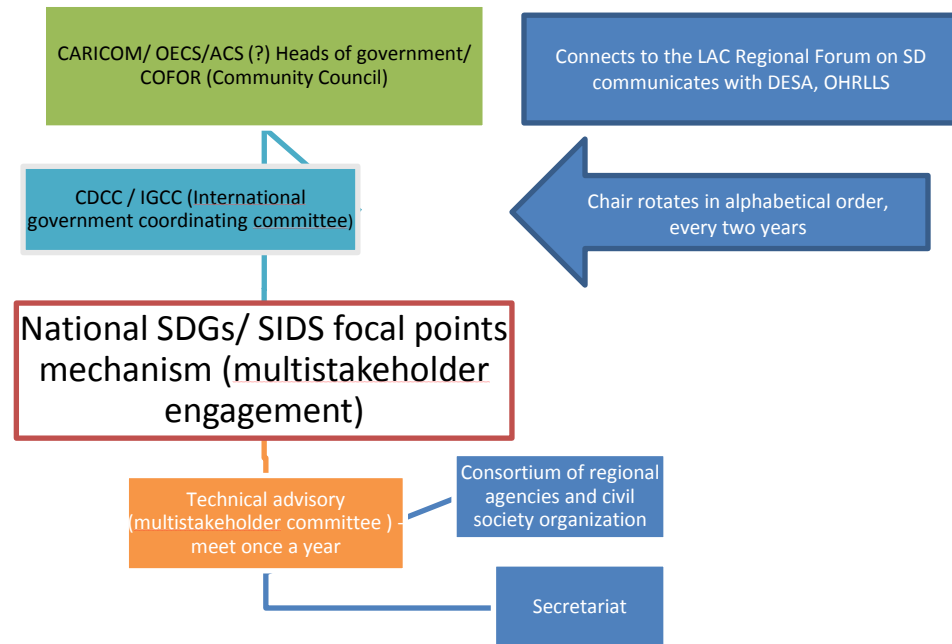 CARICOM/ OECS/ACS (?) Heads of government/
COFOR (Community Council)
Connects to the LAC Regional Forum on SD
communicates with DESA, OHRLLS
CDCC / IGCC (International
government coordinating committee)
Chair rotates in alphabetical order,
every two years
National SDGs/ SIDS focal points
mechanism (multistakeholder
engagement)
Technical advisory
(multistakeholder committee ) -
meet once a year
Consortium of regional
agencies and civil
society organization
Secretariat